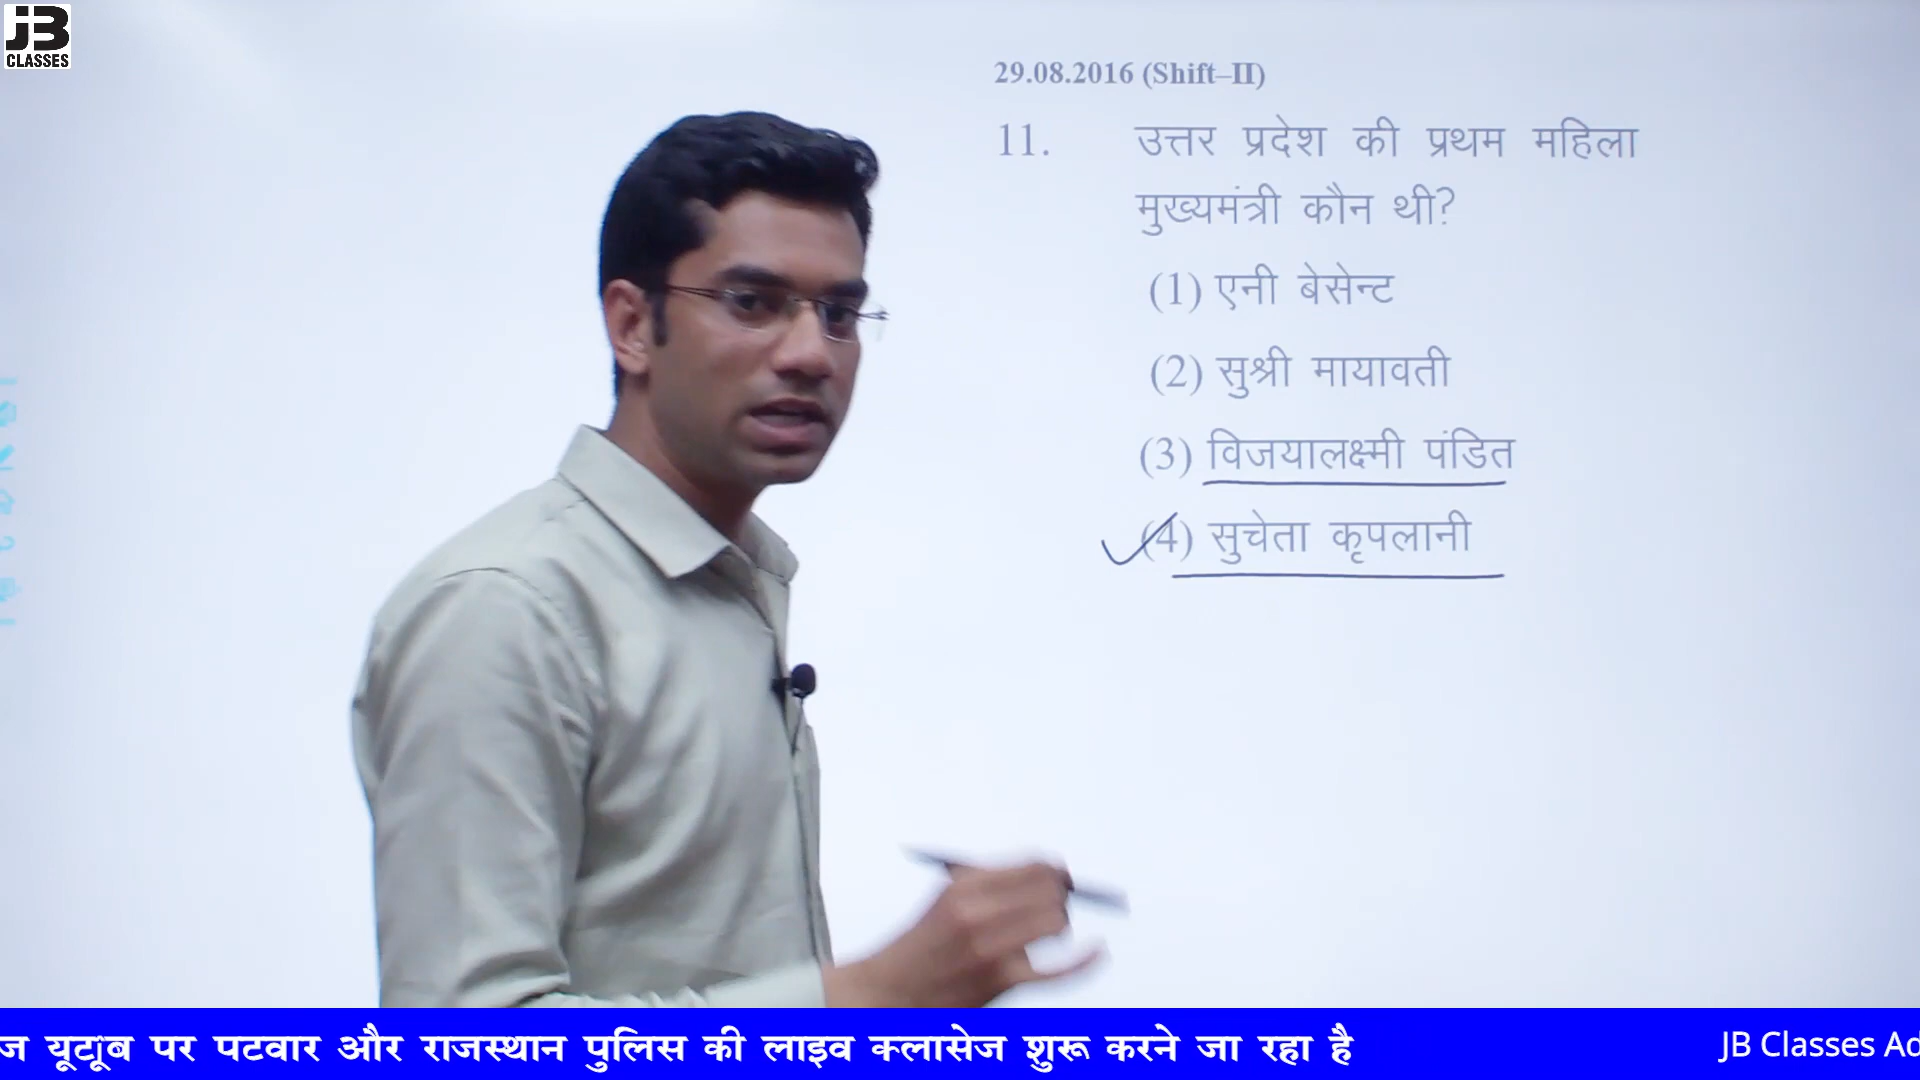 JB
CLASSES
29.08.2016 (Shift–II)
11. उत्तर प्रदेश की प्रथम महिला
मुख्यमंत्री कौन थी?
(1) एनी बेसेन्ट
(2) सुश्री मायावती
(3) विजयालक्ष्मी पंडित
(4) सुचेता कृपलानी
ज यूट्यूब पर पटवार और राजस्थान पुलिस की लाइव क्लासेज शुरू करने जा रहा है JB Classes Ad